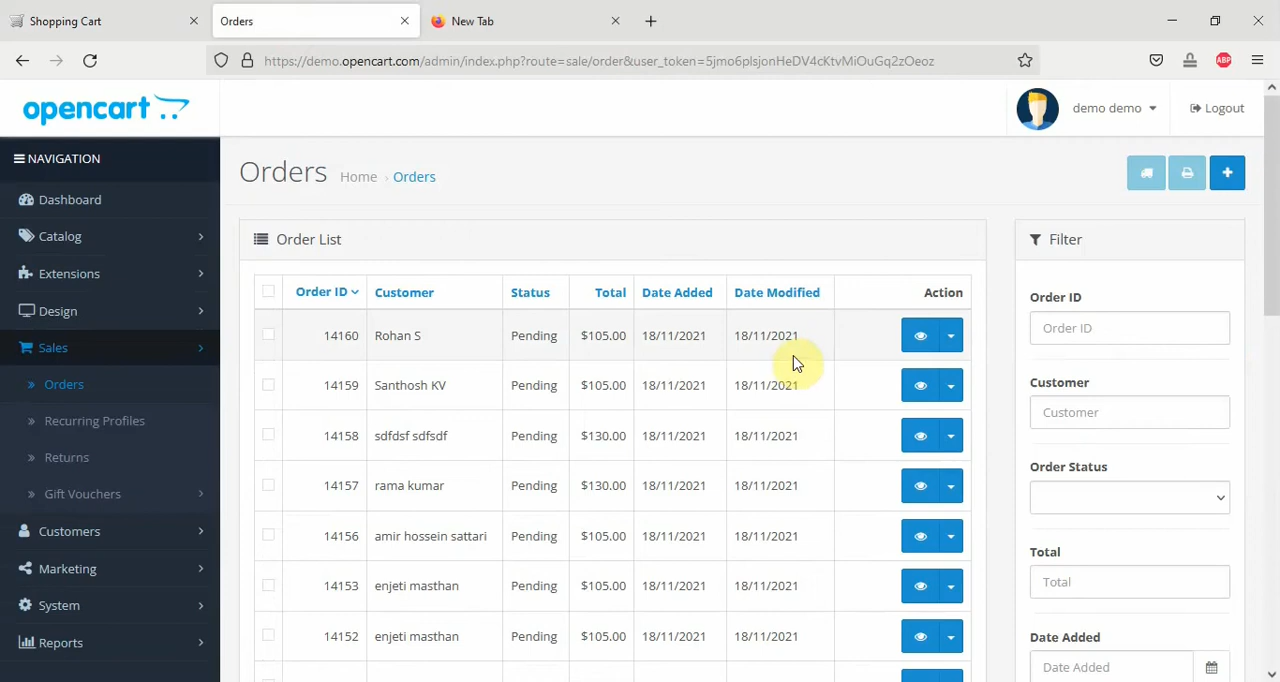 Shopping Cart
Orders
New Tab
https://demo.opencart.com/admin/index.php?route=sale/order&user_token=5jmo6plsjonHeDV4cKtvMiOuGq2zOeoz
ABP
opencart
demo demo
Logout
NAVIGATION
Dashboard
Catalog
Extensions
Design
Sales
Orders
Recurring Profiles
Returns
Gift Vouchers
Customers
Marketing
System
Reports
Orders Home Orders
Order List
Order ID Customer Status Total Date Added Date Modified Action
14160 Rohan S Pending $105.00 18/11/2021 18/11/2021
14159 Santhosh KV Pending $105.00 18/11/2021 18/11/2021
14158 sdfdsf sdfsdf Pending $130.00 18/11/2021 18/11/2021
14157 rama kumar Pending $130.00 18/11/2021 18/11/2021
14156 amir hossein sattari Pending $105.00 18/11/2021 18/11/2021
14153 enjeti masthan Pending $105.00 18/11/2021 18/11/2021
14152 enjeti masthan Pending $105.00 18/11/2021 18/11/2021
Filter
Order ID
Order ID
Customer
Customer
Order Status
Total
Total
Date Added
Date Added